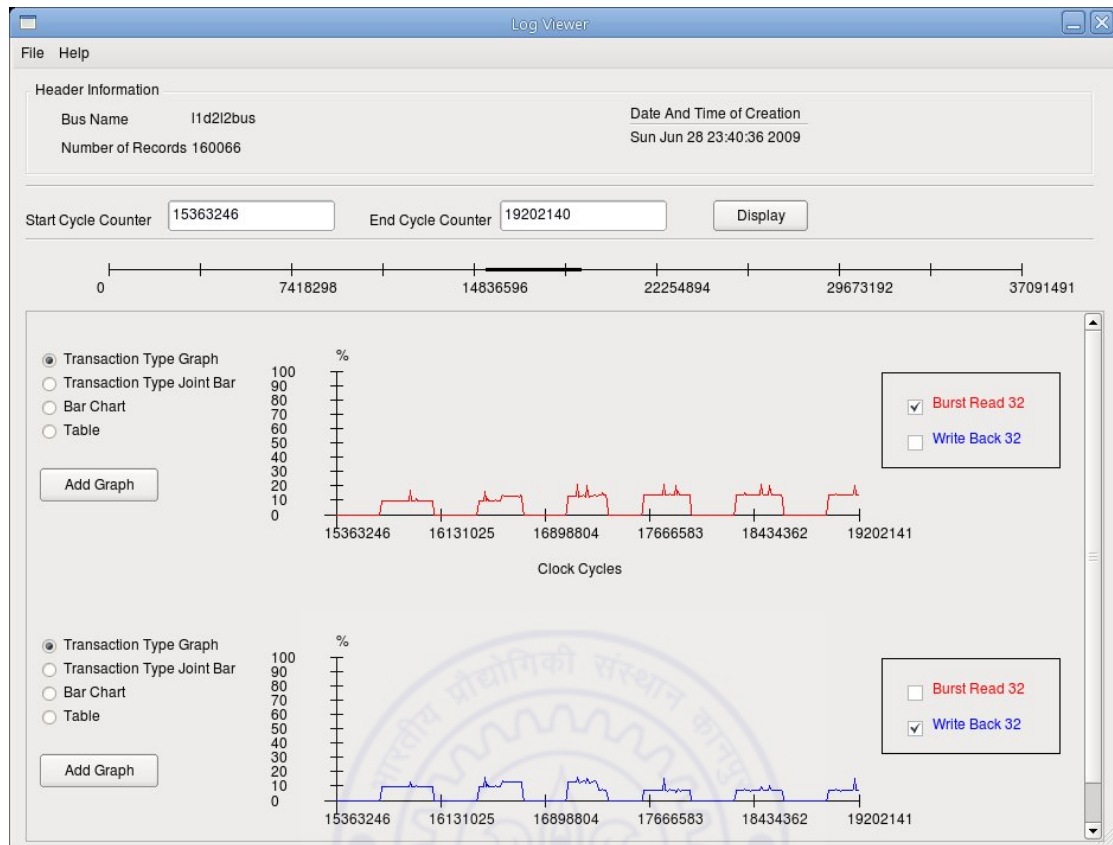 Log Viewer
File Help
Header Information
Bus Name l1d2l2bus
Number of Records 160066
Date And Time of Creation
Sun Jun 28 23:40:36 2009
Start Cycle Counter 15363246 End Cycle Counter 19202140 Display
0 7418298 14836596 22254894 29673192 37091491
Transaction Type Graph
Transaction Type Joint Bar
Bar Chart
Table
Add Graph
%
100
90
80
70
60
50
40
30
20
10
0
15363246 16131025 16898804 17666583 18434362 19202141
Clock Cycles
Burst Read 32
Write Back 32
Transaction Type Graph
Transaction Type Joint Bar
Bar Chart
Table
Add Graph
%
100
90
80
70
60
50
40
30
20
10
0
15363246 16131025 16898804 17666583 18434362 19202141
Burst Read 32
Write Back 32
भारतीय प्रौद्योगिकी संस्थान कानपुर